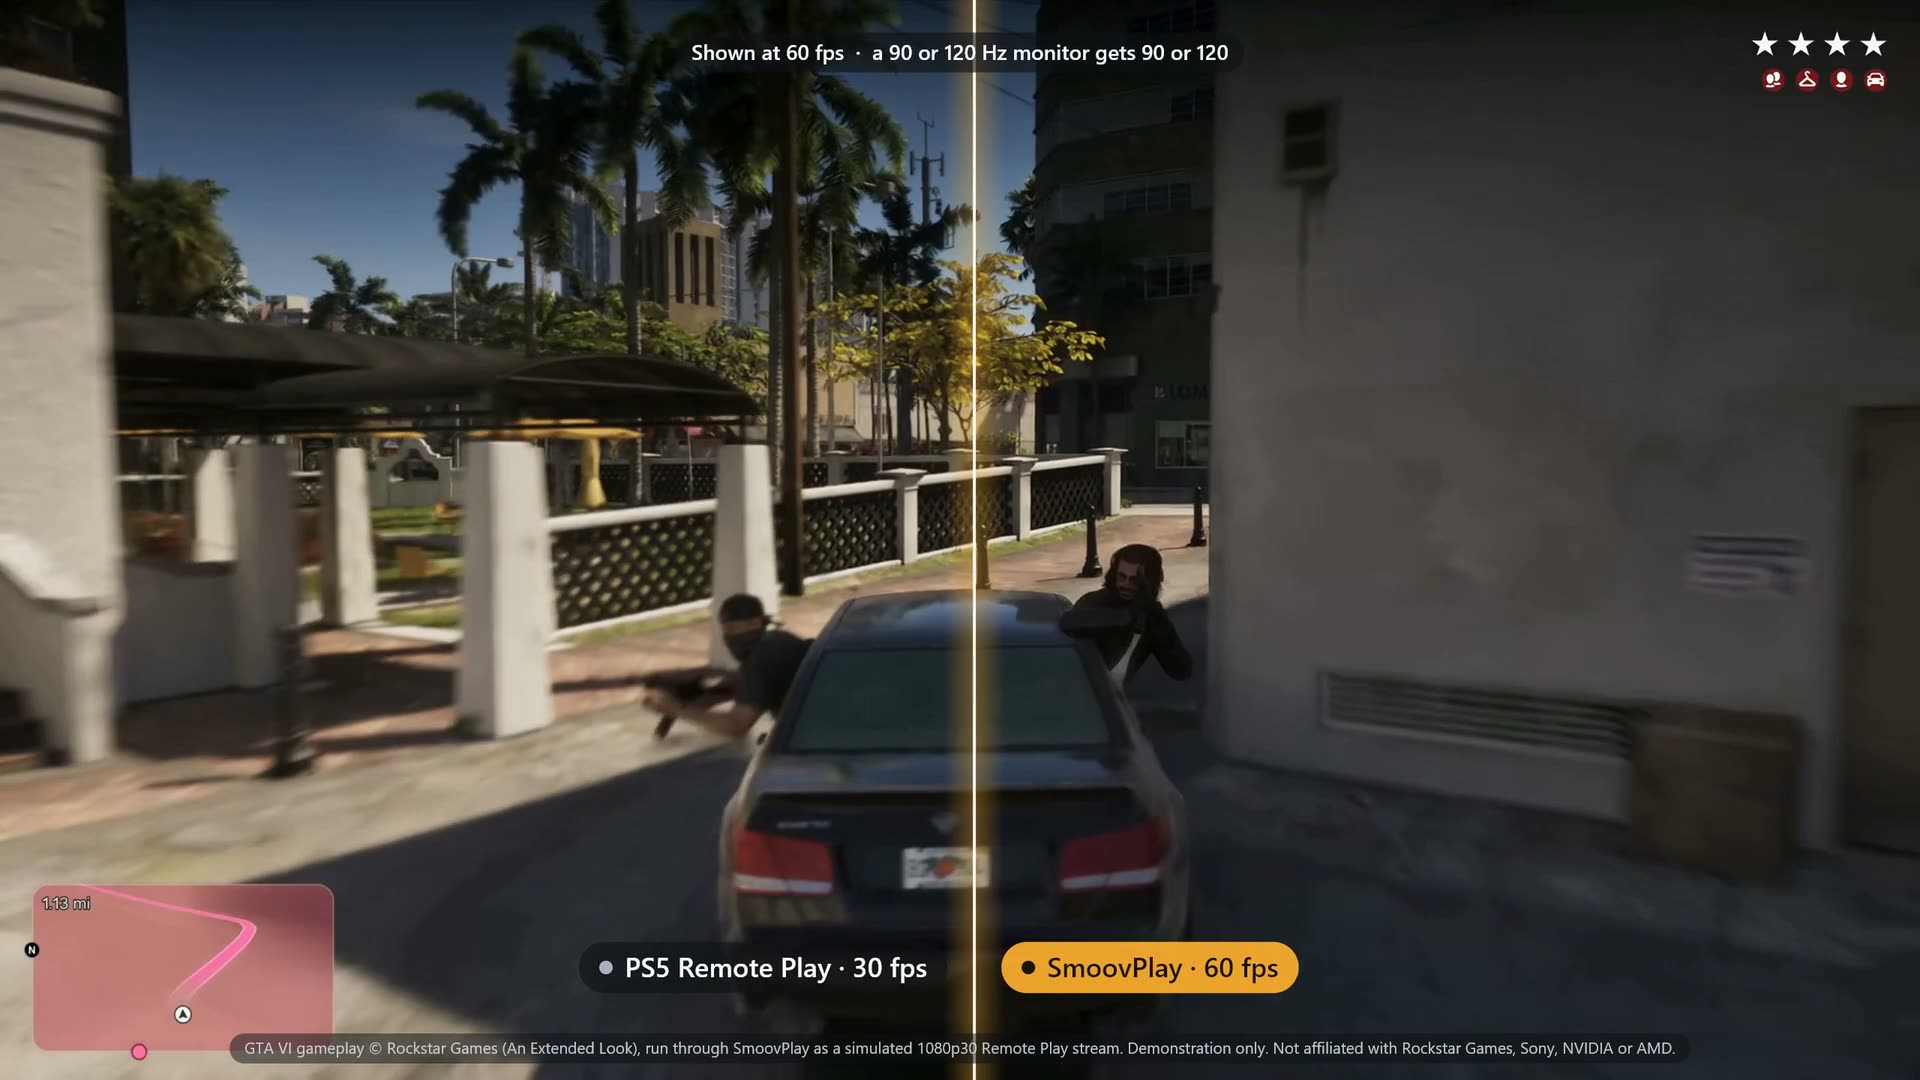 Shown at 60 fps · a 90 or 120 Hz monitor gets 90 or 120
1.13 mi
N
PS5 Remote Play · 30 fps
SmoovPlay · 60 fps
GTA VI gameplay © Rockstar Games (An Extended Look), run through SmoovPlay as a simulated 1080p30 Remote Play stream. Demonstration only. Not affiliated with Rockstar Games, Sony, NVIDIA or AMD.